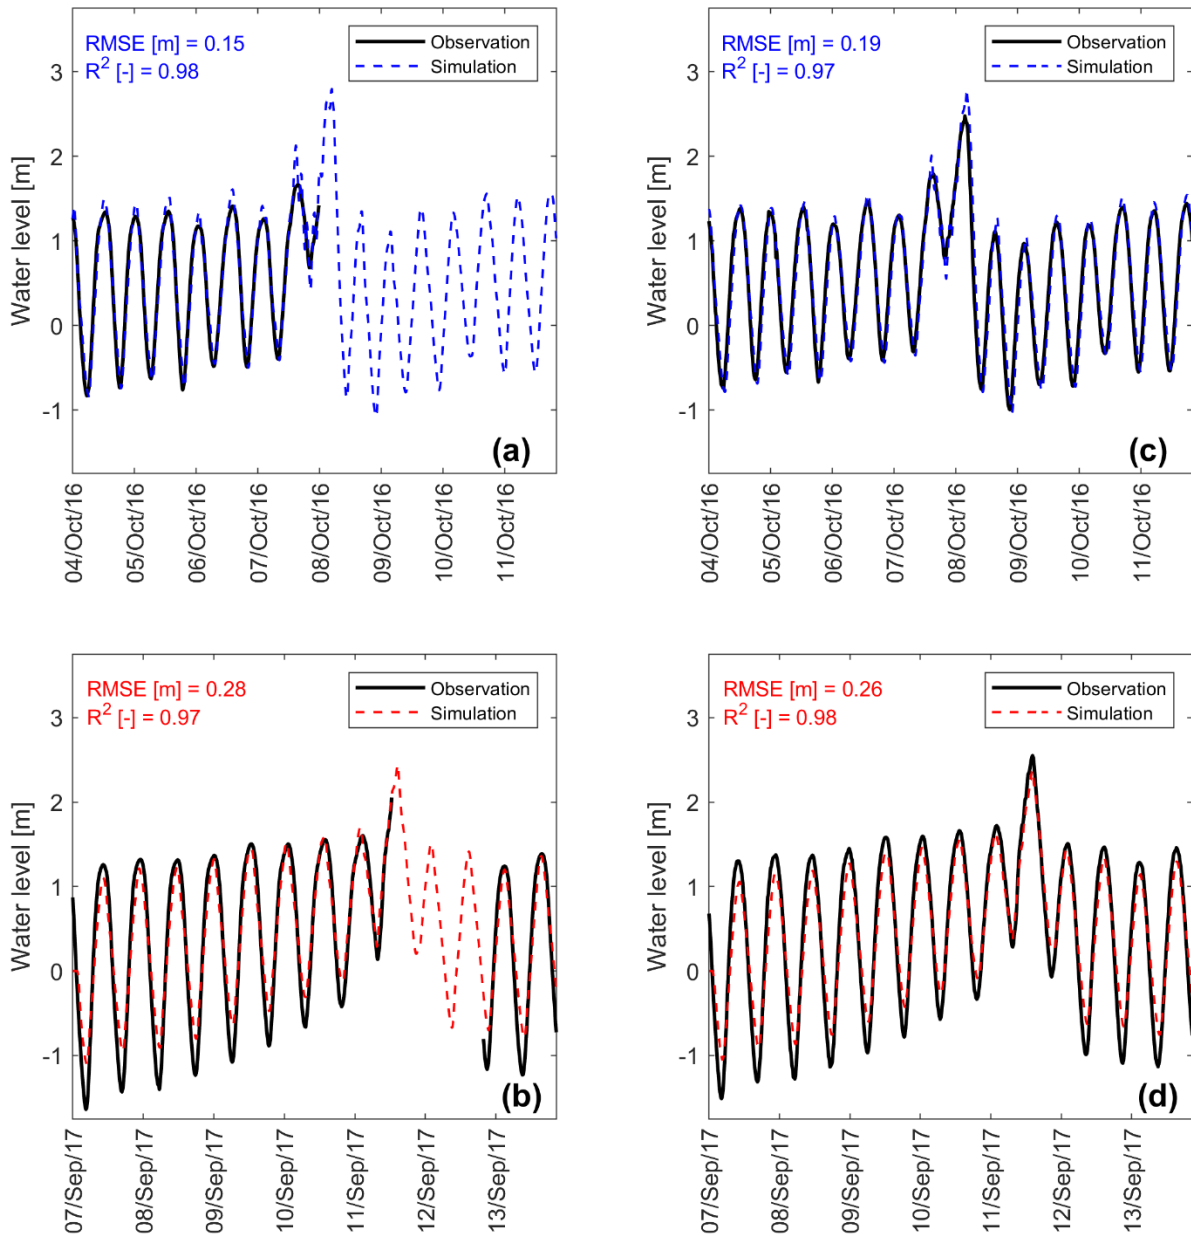 RMSE [m] = 0.15
R² [-] = 0.98
Observation
Simulation
3
2
1
0
-1
Water level [m]
(a)
04/Oct/16
05/Oct/16
06/Oct/16
07/Oct/16
08/Oct/16
09/Oct/16
10/Oct/16
11/Oct/16
RMSE [m] = 0.19
R² [-] = 0.97
Observation
Simulation
3
2
1
0
-1
Water level [m]
(c)
04/Oct/16
05/Oct/16
06/Oct/16
07/Oct/16
08/Oct/16
09/Oct/16
10/Oct/16
11/Oct/16
RMSE [m] = 0.28
R² [-] = 0.97
Observation
Simulation
3
2
1
0
-1
Water level [m]
(b)
07/Sep/17
08/Sep/17
09/Sep/17
10/Sep/17
11/Sep/17
12/Sep/17
13/Sep/17
RMSE [m] = 0.26
R² [-] = 0.98
Observation
Simulation
3
2
1
0
-1
Water level [m]
(d)
07/Sep/17
08/Sep/17
09/Sep/17
10/Sep/17
11/Sep/17
12/Sep/17
13/Sep/17